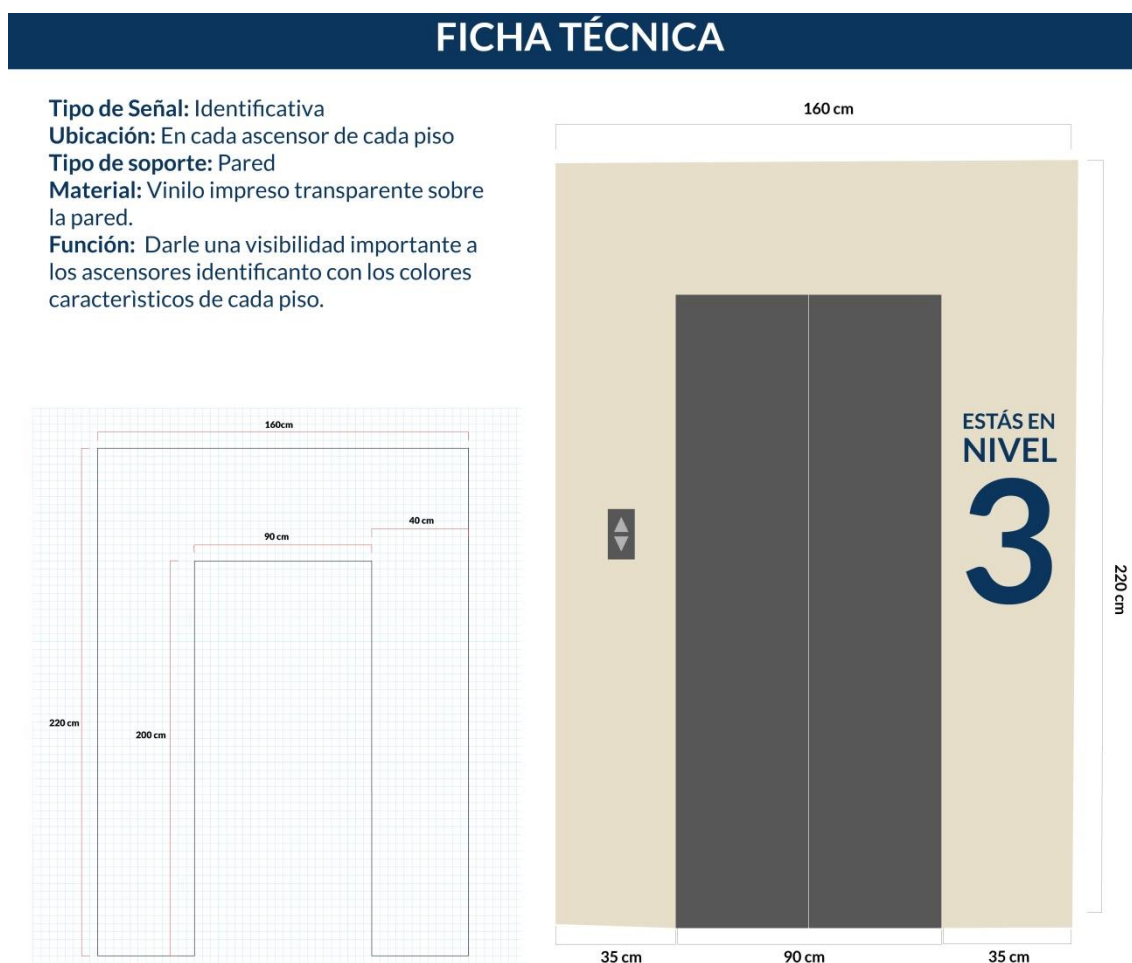 FICHA TÉCNICA
Tipo de Señal: Identificativa
Ubicación: En cada ascensor de cada piso
Tipo de soporte: Pared
Material: Vinilo impreso transparente sobre
la pared.
Función:  Darle una visibilidad importante a
los ascensores identificanto con los colores
caracterìsticos de cada piso.
160cm
40 cm
90 cm
220 cm
200 cm
160 cm
ESTÁS EN
NIVEL
3
220 cm
35 cm
90 cm
35 cm